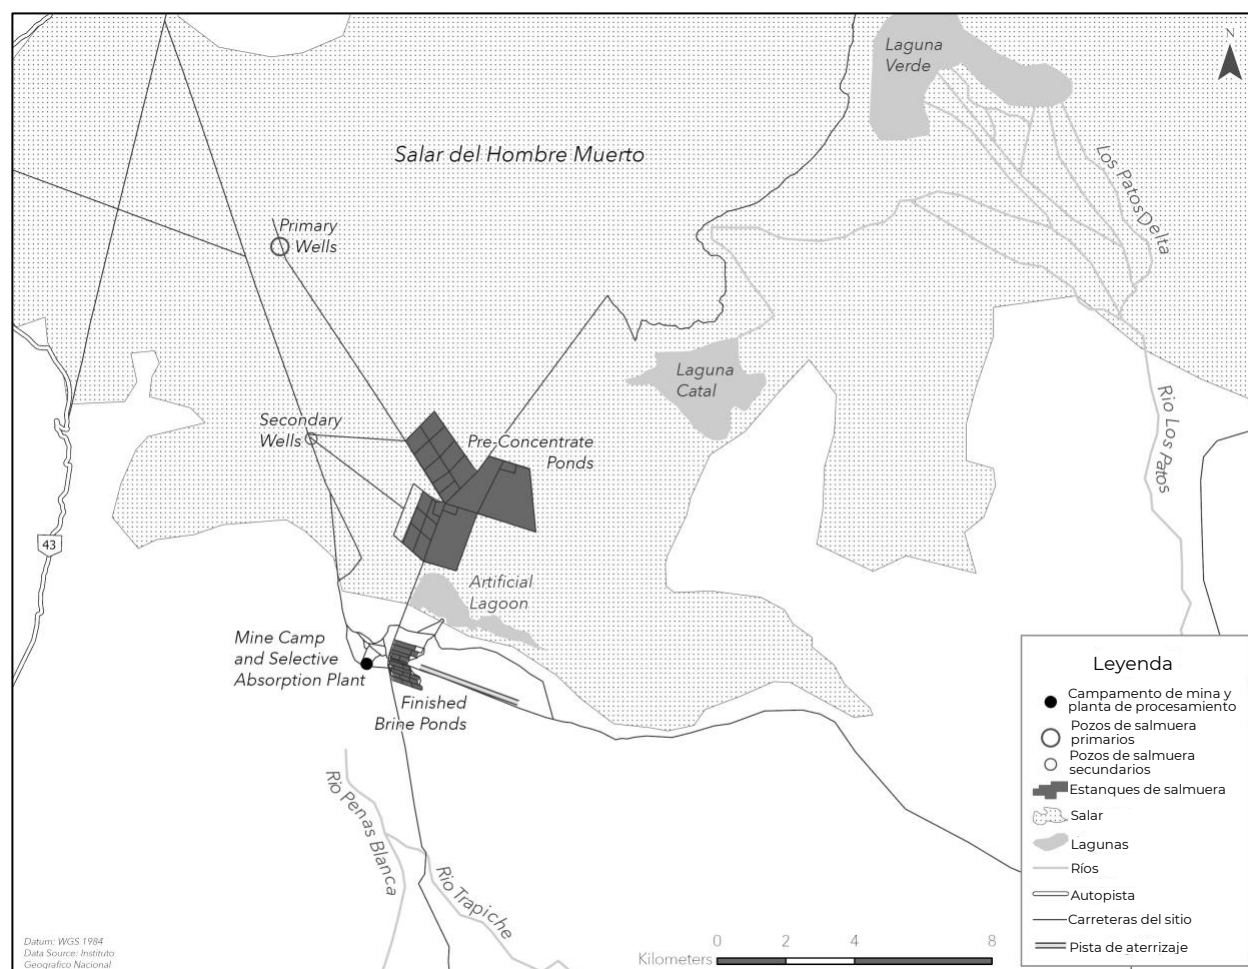 N
Laguna
Verde
Salar del Hombre Muerto
Los Patos Delta
Primary
Wells
Laguna
Catal
Rio Los Patos
Secondary
Wells
Pre-Concentrate
Ponds
43
Artificial
Lagoon
Mine Camp
and Selective
Absorption Plant
Finished
Brine Ponds
Rio Penas Blanca
Rio Trapiche
Leyenda
Campamento de mina y
planta de procesamiento
Pozos de salmuera
primarios
Pozos de salmuera
secundarios
Estanques de salmuera
Salar
Lagunas
Ríos
Autopista
Carreteras del sitio
Pista de aterrizaje
Datum: WGS 1984
Data Source: Instituto
Geografico Nacional
0 2 4 8
Kilometers